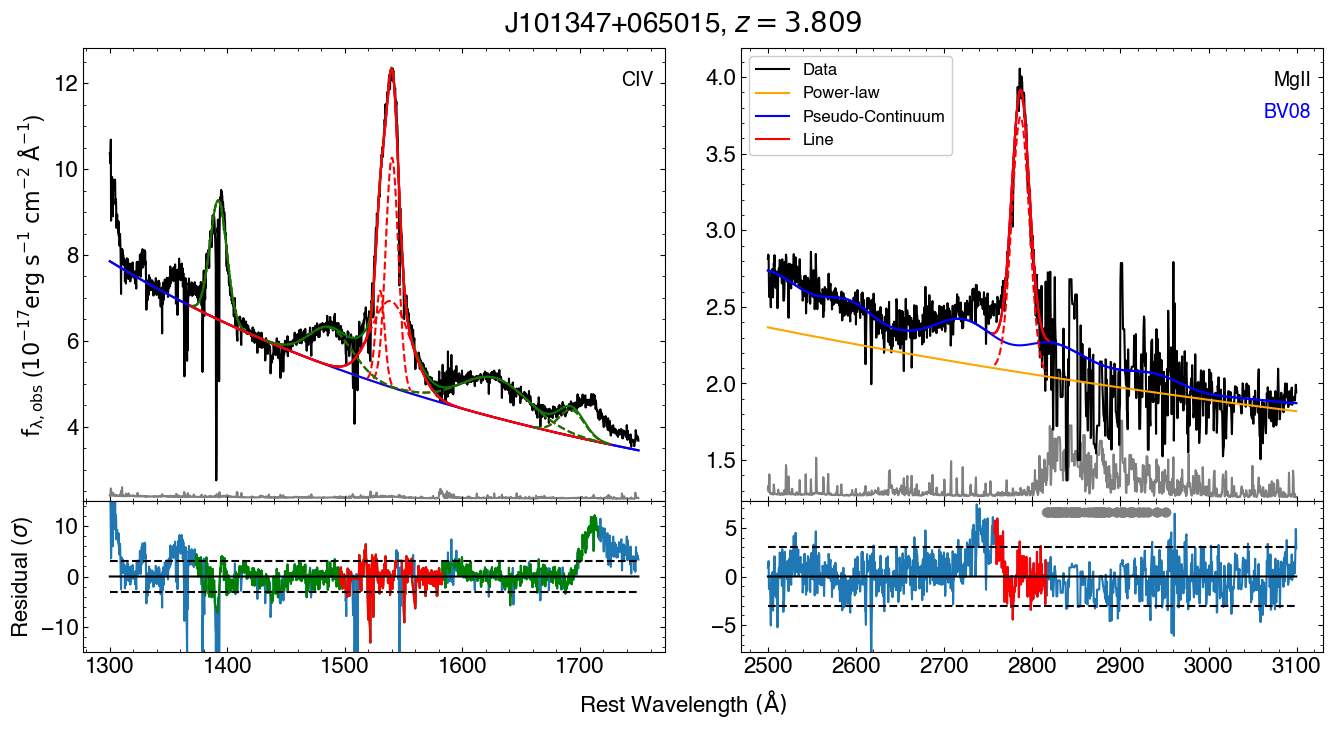 J101347+065015, z = 3.809
CIV
12
10
8
6
4
f_λ,obs (10⁻¹⁷erg s⁻¹ cm⁻² Å⁻¹)
Data
Power-law
Pseudo-Continuum
Line
MgII
BV08
4.0
3.5
3.0
2.5
2.0
1.5
Residual (σ)
10
0
−10
1300 1400 1500 1600 1700
5
0
−5
2500 2600 2700 2800 2900 3000 3100
Rest Wavelength (Å)